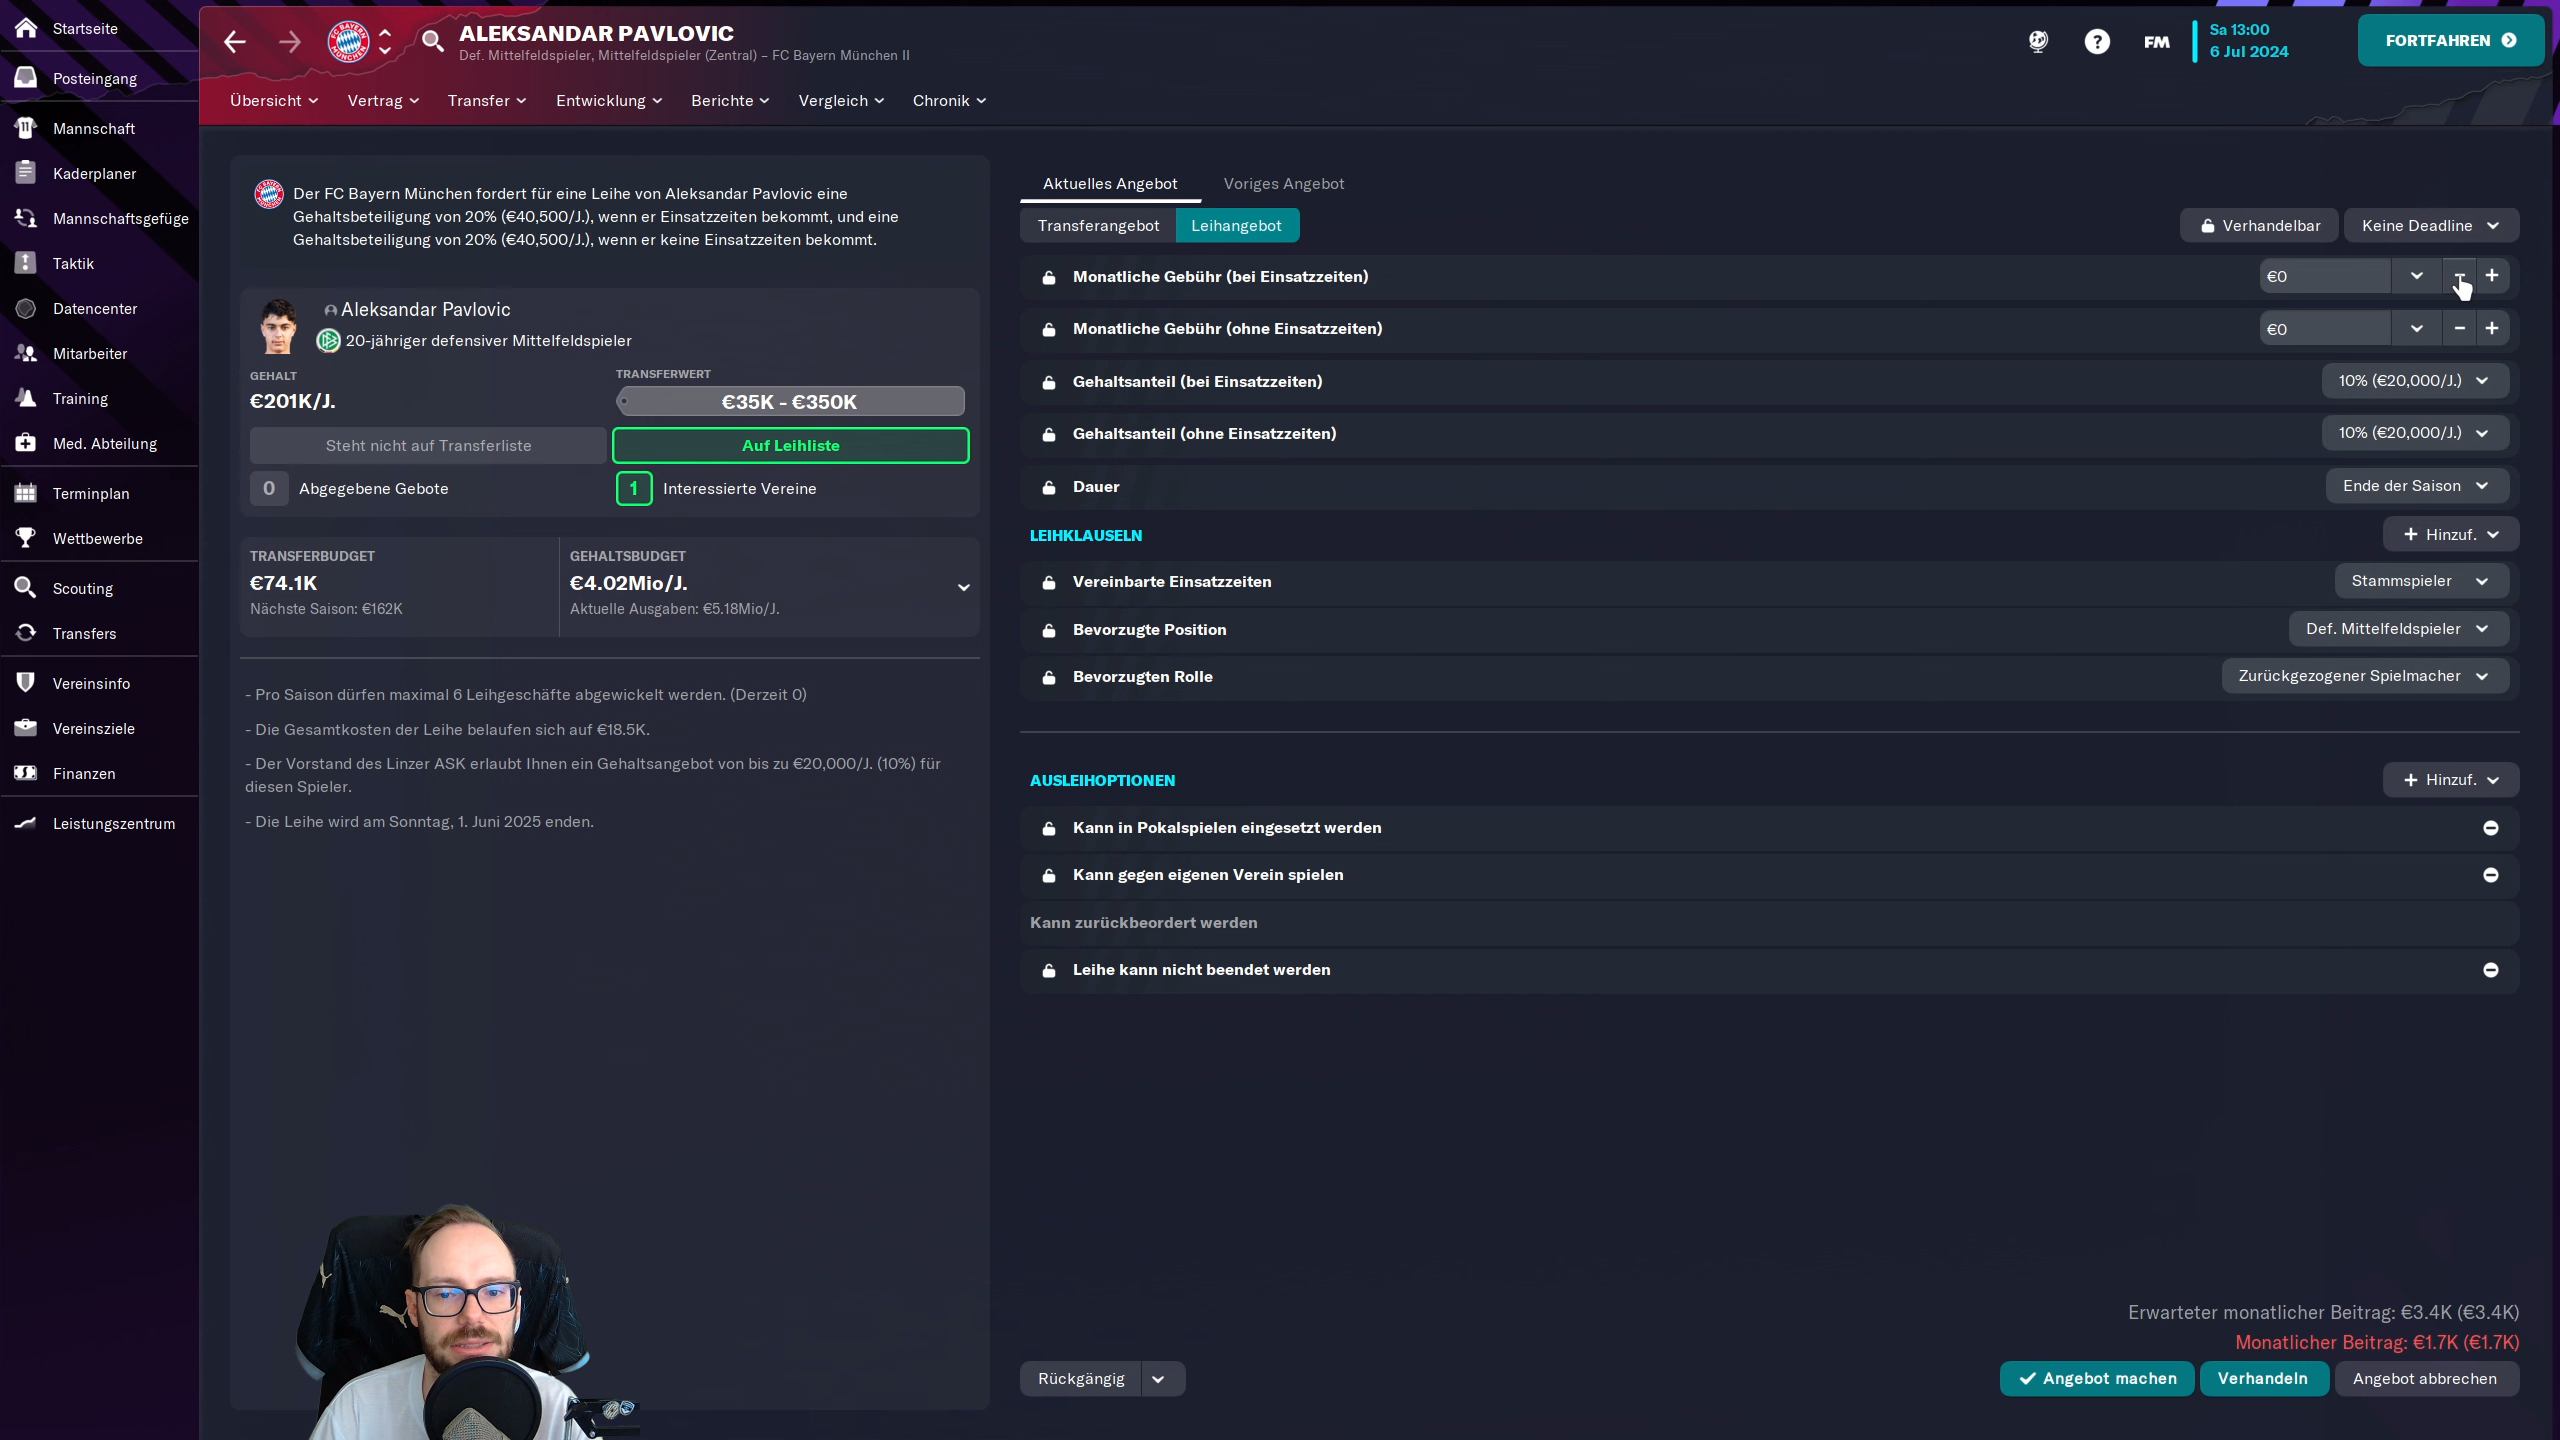 Startseite
Posteingang
Mannschaft
Kaderplaner
Mannschaftsgefüge
Taktik
Datencenter
Mitarbeiter
Training
Med. Abteilung
Terminplan
Wettbewerbe
Scouting
Transfers
Vereinsinfo
Vereinsziele
Finanzen
Leistungszentrum
ALEKSANDAR PAVLOVIC
Def. Mittelfeldspieler, Mittelfeldspieler (Zentral) – FC Bayern München II
FM
Sa 13:00
6 Jul 2024
FORTFAHREN
Übersicht
Vertrag
Transfer
Entwicklung
Berichte
Vergleich
Chronik
Der FC Bayern München fordert für eine Leihe von Aleksandar Pavlovic eine
Gehaltsbeteiligung von 20% (€40,500/J.), wenn er Einsatzzeiten bekommt, und eine
Gehaltsbeteiligung von 20% (€40,500/J.), wenn er keine Einsatzzeiten bekommt.
Aleksandar Pavlovic
20-jähriger defensiver Mittelfeldspieler
GEHALT
€201K/J.
TRANSFERWERT
€35K - €350K
Steht nicht auf Transferliste
Auf Leihliste
0 Abgegebene Gebote
1 Interessierte Vereine
TRANSFERBUDGET
€74.1K
Nächste Saison: €162K
GEHALTSBUDGET
€4.02Mio/J.
Aktuelle Ausgaben: €5.18Mio/J.
- Pro Saison dürfen maximal 6 Leihgeschäfte abgewickelt werden. (Derzeit 0)
- Die Gesamtkosten der Leihe belaufen sich auf €18.5K.
- Der Vorstand des Linzer ASK erlaubt Ihnen ein Gehaltsangebot von bis zu €20,000/J. (10%) für
diesen Spieler.
- Die Leihe wird am Sonntag, 1. Juni 2025 enden.
Aktuelles Angebot
Voriges Angebot
Transferangebot
Leihangebot
Verhandelbar
Keine Deadline
Monatliche Gebühr (bei Einsatzzeiten)
€0
Monatliche Gebühr (ohne Einsatzzeiten)
€0
Gehaltsanteil (bei Einsatzzeiten)
10% (€20,000/J.)
Gehaltsanteil (ohne Einsatzzeiten)
10% (€20,000/J.)
Dauer
Ende der Saison
LEIHKLAUSELN
+ Hinzuf.
Vereinbarte Einsatzzeiten
Stammspieler
Bevorzugte Position
Def. Mittelfeldspieler
Bevorzugten Rolle
Zurückgezogener Spielmacher
AUSLEIHOPTIONEN
+ Hinzuf.
Kann in Pokalspielen eingesetzt werden
Kann gegen eigenen Verein spielen
Kann zurückbeordert werden
Leihe kann nicht beendet werden
Erwarteter monatlicher Beitrag: €3.4K (€3.4K)
Monatlicher Beitrag: €1.7K (€1.7K)
Rückgängig
Angebot machen
Verhandeln
Angebot abbrechen